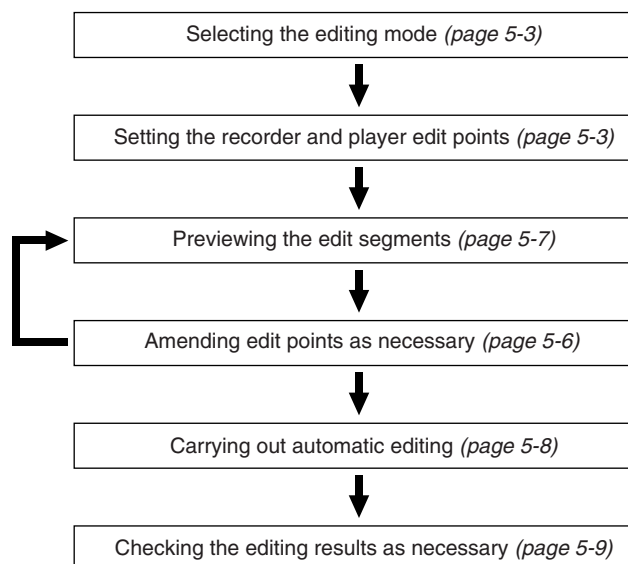 Selecting the editing mode (page 5-3)
Setting the recorder and player edit points (page 5-3)
Previewing the edit segments (page 5-7)
Amending edit points as necessary (page 5-6)
Carrying out automatic editing (page 5-8)
Checking the editing results as necessary (page 5-9)